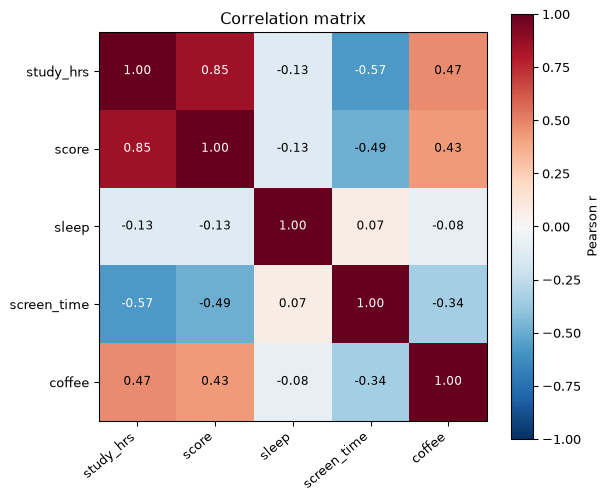 Correlation matrix
study_hrs 1.00 0.85 -0.13 -0.57 0.47
score 0.85 1.00 -0.13 -0.49 0.43
sleep -0.13 -0.13 1.00 0.07 -0.08
screen_time -0.57 -0.49 0.07 1.00 -0.34
coffee 0.47 0.43 -0.08 -0.34 1.00
study_hrs score sleep screen_time coffee
1.00
0.75
0.50
0.25
0.00
−0.25
−0.50
−0.75
−1.00
Pearson r